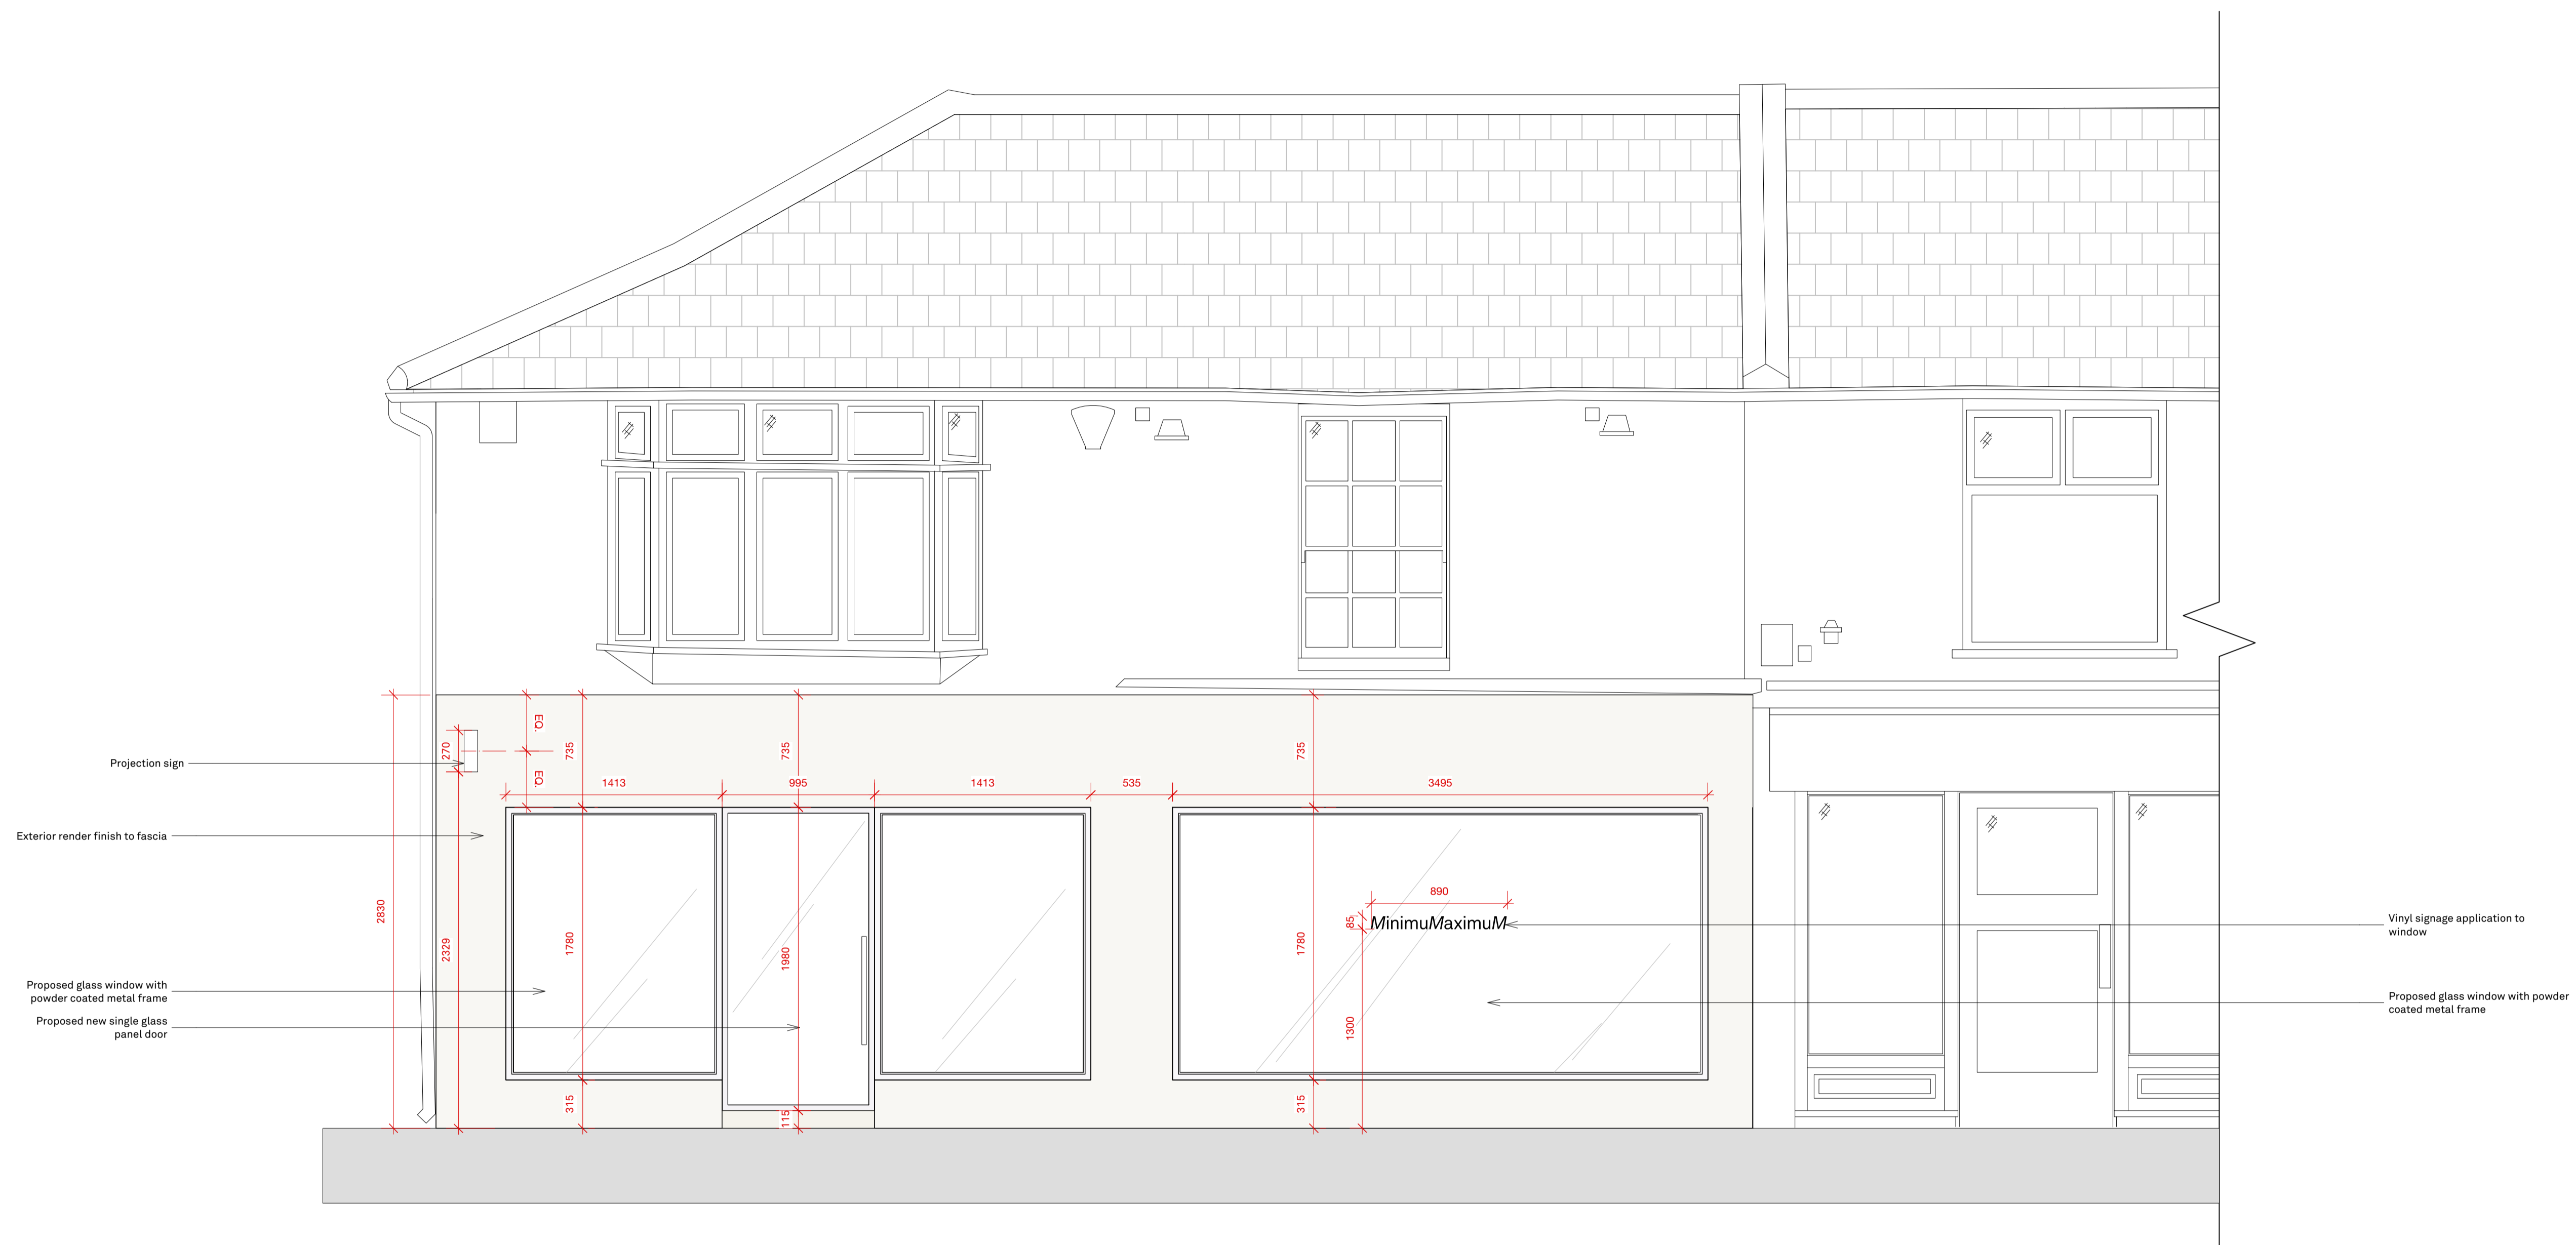 EQ.
270
735
735
735
Projection sign
EQ.
1413
995
1413
535
3495
Exterior render finish to fascia
890
2830
85
MinimuMaximuM
Vinyl signage application to
window
2329
1780
1980
1780
Proposed glass window with
powder coated metal frame
Proposed glass window with powder
coated metal frame
Proposed new single glass
panel door
1300
315
115
315